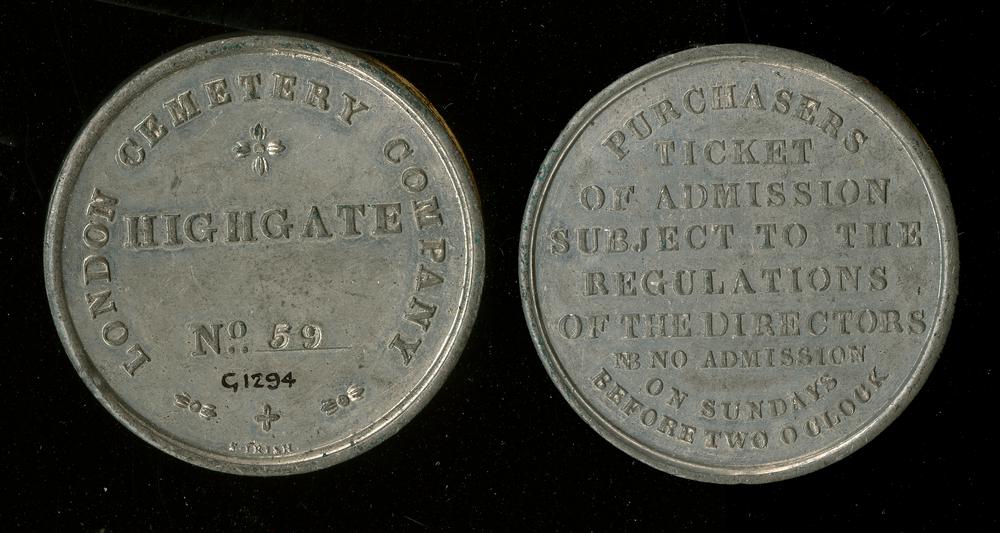 LONDON CEMETERY COMPANY
HIGHGATE
No. 59
G1294
S. IRISH
PURCHASERS
TICKET
OF ADMISSION
SUBJECT TO THE
REGULATIONS
OF THE DIRECTORS
NB NO ADMISSION
ON SUNDAYS
BEFORE TWO O CLOCK